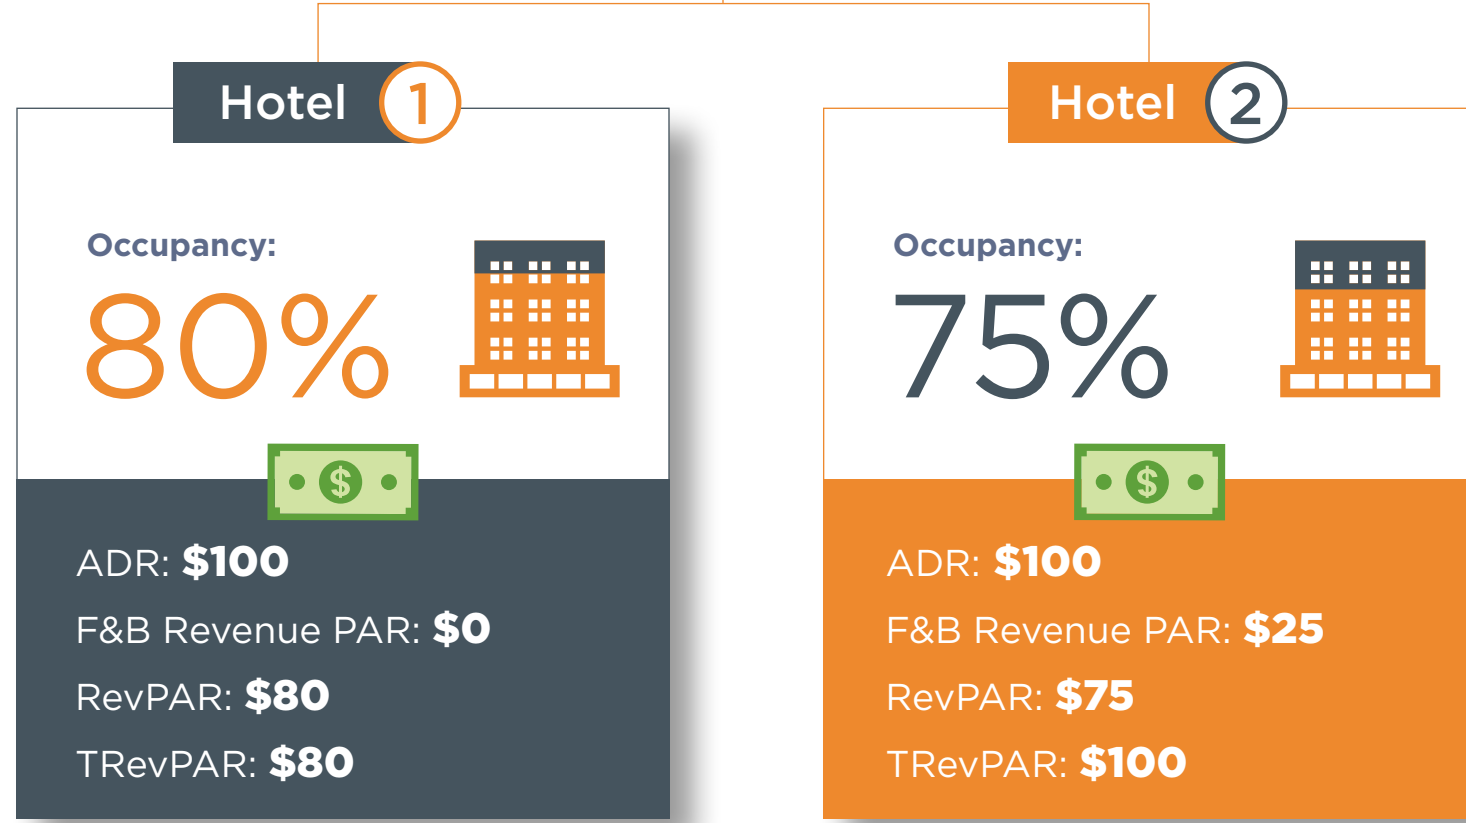 Hotel 1
Occupancy:
80%
$
ADR: $100
F&B Revenue PAR: $0
RevPAR: $80
TRevPAR: $80
Hotel 2
Occupancy:
75%
$
ADR: $100
F&B Revenue PAR: $25
RevPAR: $75
TRevPAR: $100